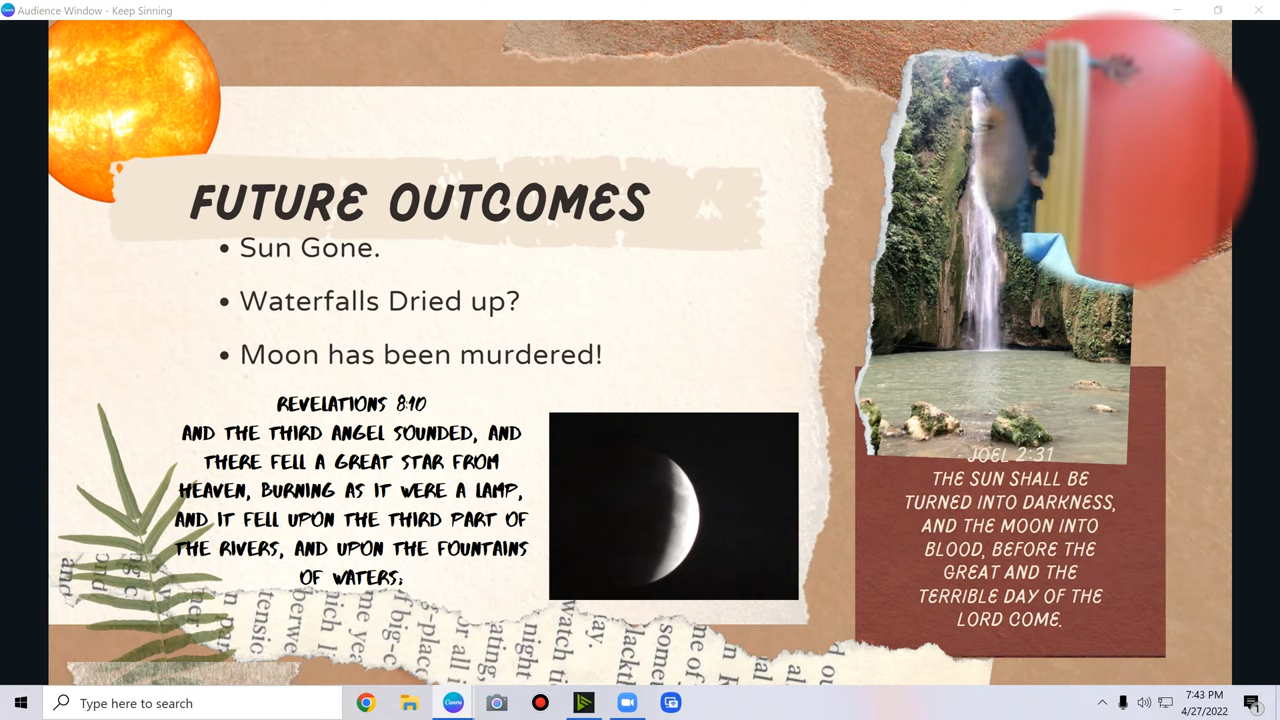 Audience Window - Keep Sinning
FUTURE OUTCOMES
• Sun Gone.
• Waterfalls Dried up?
• Moon has been murdered!
REVELATIONS 8:10
AND THE THIRD ANGEL SOUNDED, AND
THERE FELL A GREAT STAR FROM
HEAVEN, BURNING AS IT WERE A LAMP,
AND IT FELL UPON THE THIRD PART OF
THE RIVERS, AND UPON THE FOUNTAINS
OF WATERS;
JOEL 2:31
THE SUN SHALL BE
TURNED INTO DARKNESS,
AND THE MOON INTO
BLOOD, BEFORE THE
GREAT AND THE
TERRIBLE DAY OF THE
LORD COME.
and
tensic
night
watch
Type here to search
7:43 PM
4/27/2022